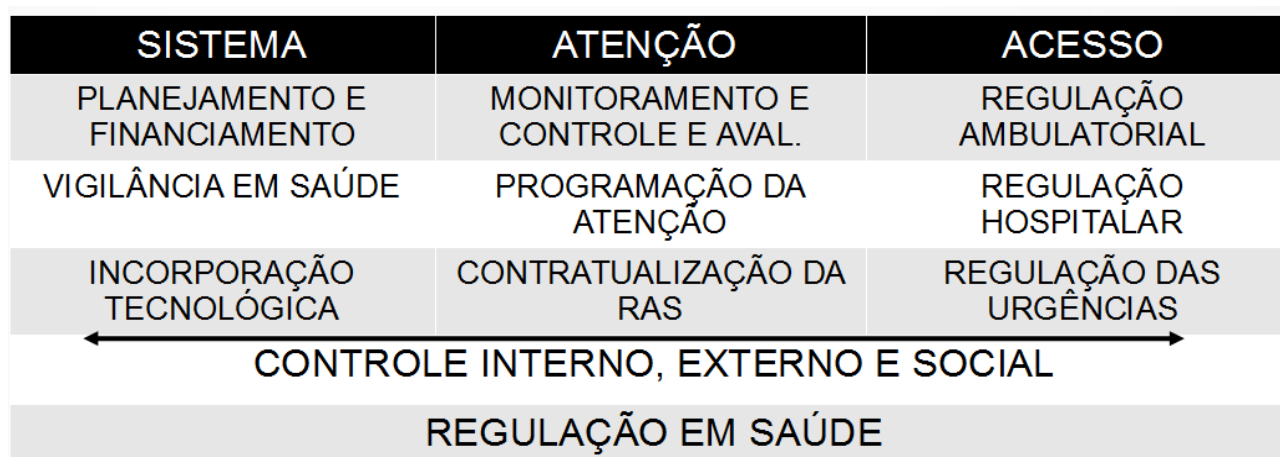 SISTEMA ATENÇÃO ACESSO
PLANEJAMENTO E MONITORAMENTO E REGULAÇÃO
FINANCIAMENTO CONTROLE E AVAL. AMBULATORIAL
VIGILÂNCIA EM SAÚDE PROGRAMAÇÃO DA REGULAÇÃO
ATENÇÃO HOSPITALAR
INCORPORAÇÃO CONTRATUALIZAÇÃO DA REGULAÇÃO DAS
TECNOLÓGICA RAS URGÊNCIAS
CONTROLE INTERNO, EXTERNO E SOCIAL
REGULAÇÃO EM SAÚDE